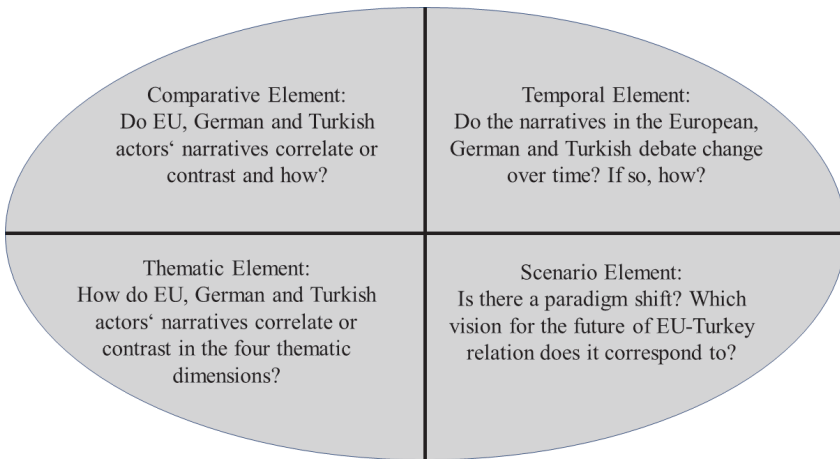 Comparative Element:
Do EU, German and Turkish
actors‘ narratives correlate or
contrast and how?
Temporal Element:
Do the narratives in the European,
German and Turkish debate change
over time? If so, how?
Thematic Element:
How do EU, German and Turkish
actors‘ narratives correlate or
contrast in the four thematic
dimensions?
Scenario Element:
Is there a paradigm shift? Which
vision for the future of EU-Turkey
relation does it correspond to?